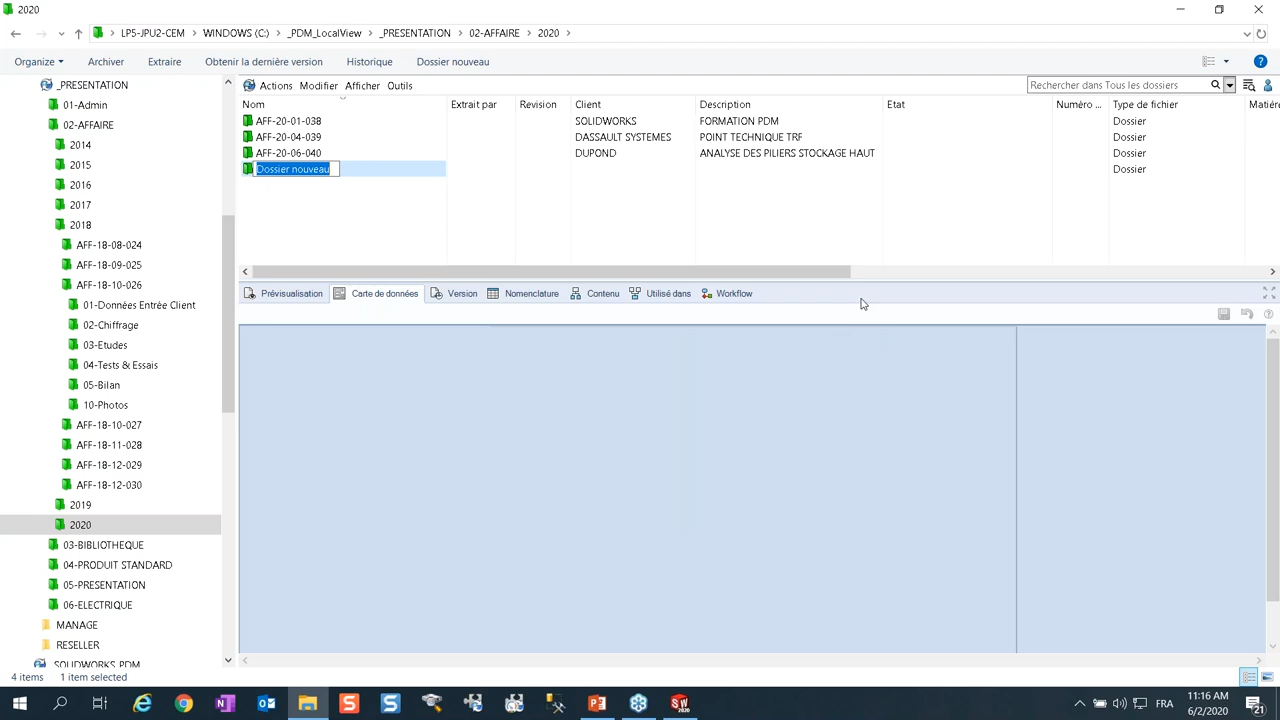 2020
LP5-JPU2-CEM > WINDOWS (C:) > _PDM_LocalView > _PRESENTATION > 02-AFFAIRE > 2020 >
Organize Archiver Extraire Obtenir la dernière version Historique Dossier nouveau
_PRESENTATION
01-Admin
02-AFFAIRE
2014
2015
2016
2017
2018
AFF-18-08-024
AFF-18-09-025
AFF-18-10-026
01-Données Entrée Client
02-Chiffrage
03-Etudes
04-Tests & Essais
05-Bilan
10-Photos
AFF-18-10-027
AFF-18-11-028
AFF-18-12-029
AFF-18-12-030
2019
2020
03-BIBLIOTHEQUE
04-PRODUIT STANDARD
05-PRESENTATION
06-ELECTRIQUE
MANAGE
RESELLER
SOLIDWORKS_PDM
Actions Modifier Afficher Outils
Rechercher dans Tous les dossiers
Nom Extrait par Revision Client Description Etat Numéro ... Type de fichier Matière
AFF-20-01-038 SOLIDWORKS FORMATION PDM Dossier
AFF-20-04-039 DASSAULT SYSTEMES POINT TECHNIQUE TRF Dossier
AFF-20-06-040 DUPOND ANALYSE DES PILIERS STOCKAGE HAUT Dossier
Dossier nouveau Dossier
Prévisualisation Carte de données Version Nomenclature Contenu Utilisé dans Workflow
4 items 1 item selected
FRA
11:16 AM
6/2/2020
21